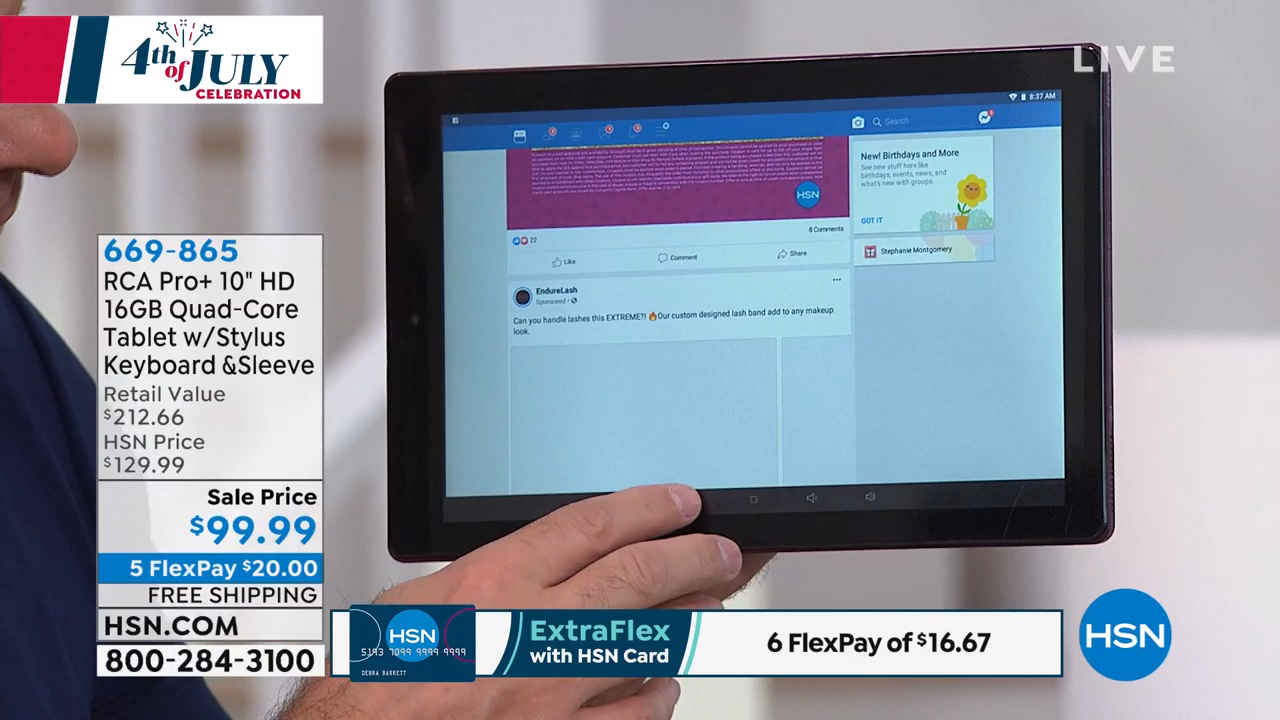 4th
of JULY
CELEBRATION
LIVE
8:37 AM
Search
New! Birthdays and More
See new stuff here like
birthdays, events, news, and
what's new with groups.
GOT IT
Stephanie Montgomery
HSN
22
8 Comments
Like
Comment
Share
EndureLash
Sponsored
Can you handle lashes this EXTREME?! 🔥Our custom designed lash band add to any makeup
look.
669-865
RCA Pro+ 10" HD
16GB Quad-Core
Tablet w/Stylus
Keyboard &Sleeve
Retail Value
$212.66
HSN Price
$129.99
Sale Price
$99.99
5 FlexPay $20.00
FREE SHIPPING
HSN.COM
800-284-3100
HSN
5193 7099 9999 9999
DEBRA BARRETT
ExtraFlex
with HSN Card
6 FlexPay of $16.67
HSN